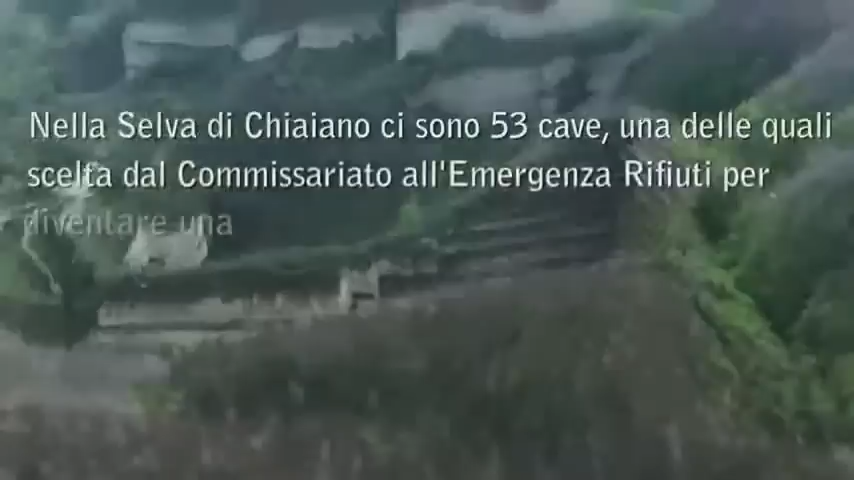 Nella Selva di Chiaiano ci sono 53 cave, una delle quali
scelta dal Commissariato all'Emergenza Rifiuti per
diventare una